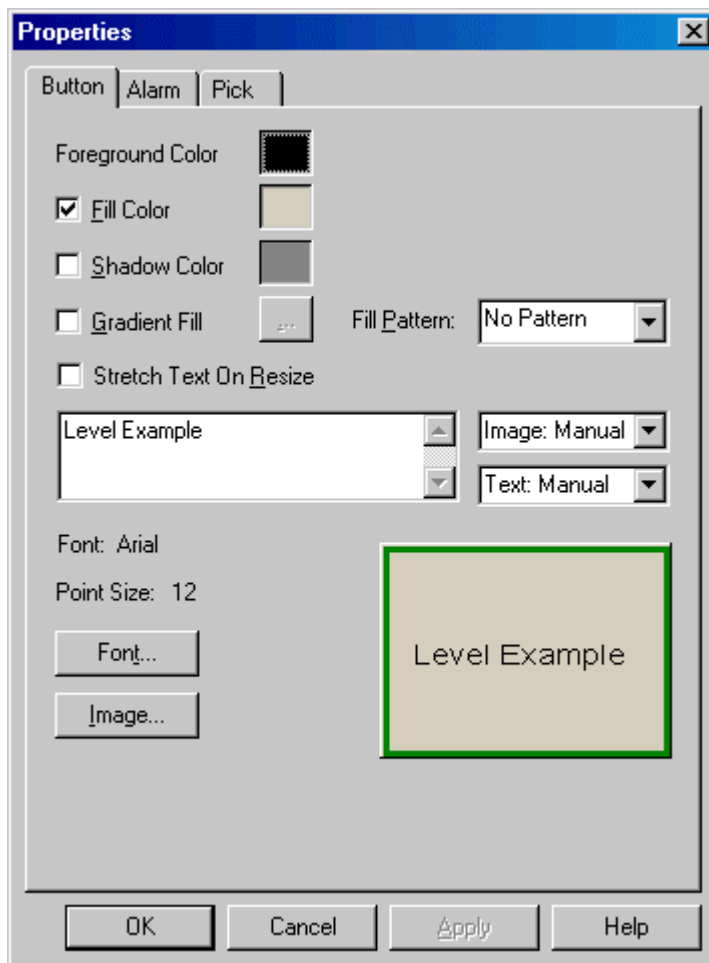 Properties
Button Alarm Pick
Foreground Color
Fill Color
Shadow Color
Gradient Fill ... Fill Pattern: No Pattern
Stretch Text On Resize
Level Example Image: Manual
Text: Manual
Font: Arial
Point Size: 12
Font...
Level Example
Image...
OK Cancel Apply Help